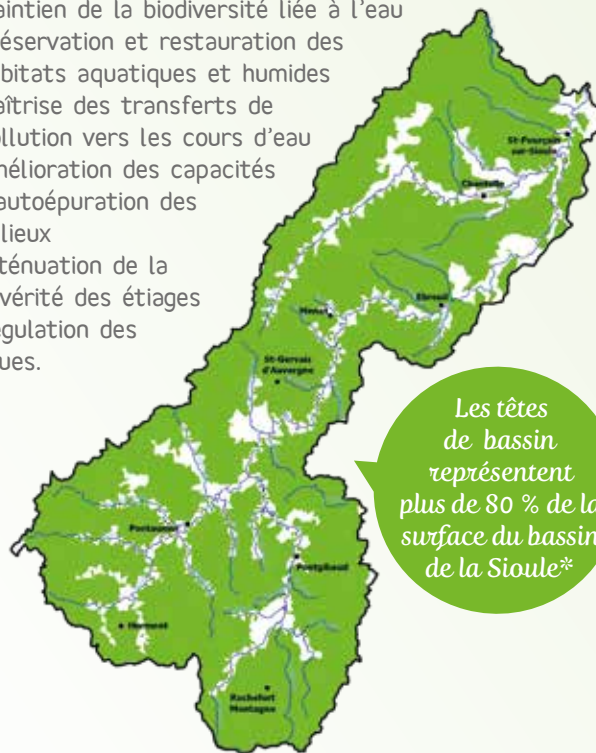 aintien de la biodiversité liée à l'eau
éservation et restauration des
bitats aquatiques et humides
aîtrise des transferts de
llution vers les cours d'eau
mélioration des capacités
autoépuration des
lieux
ténuation de la
vérité des étiages
égulation des
ues.
St-Pourçain
sur-Sioule
Chantelle
Ebreuil
Menat
St-Gervais
d'Auvergne
Pontaumur
Pontgibaud
Herment
Rochefort
Montagne
Les têtes
de bassin
représentent
plus de 80 % de la
surface du bassin
de la Sioule*